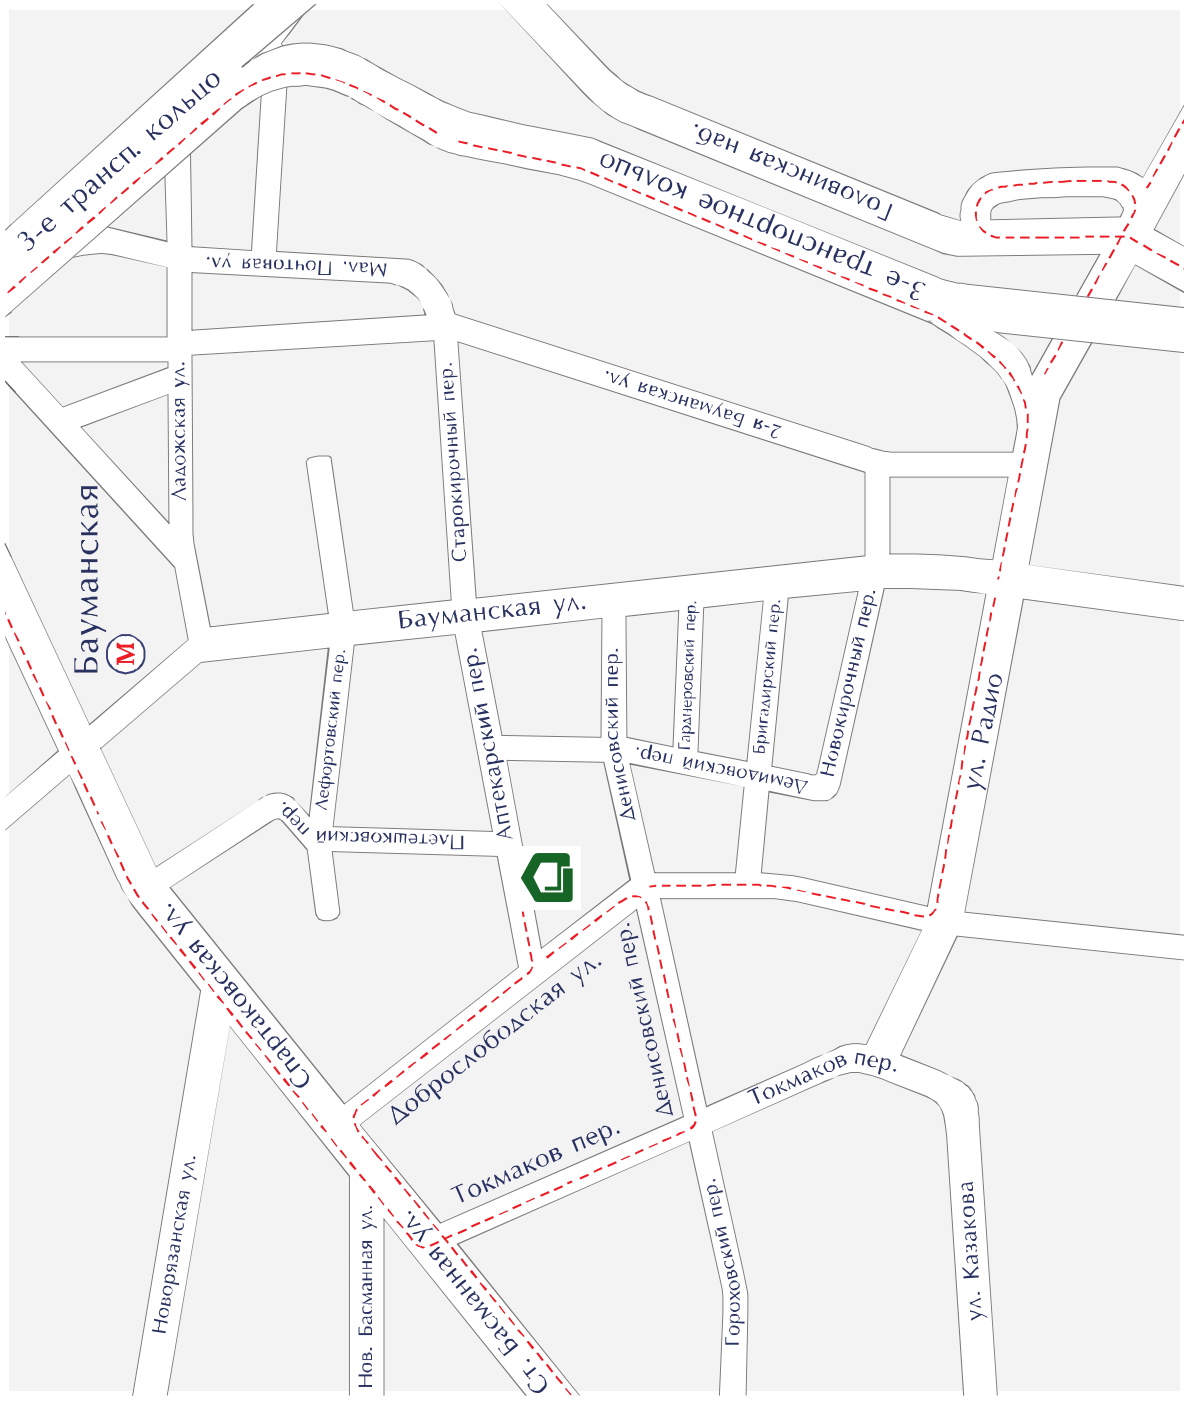 3-е трансп. кольцо
Головинская наб.
3-е транспортное кольцо
Мал. Почтовая ул.
2-я Бауманская ул.
Ладожская ул.
Старокирочный пер.
Бауманская
М
Бауманская ул.
Лефортовский пер.
Аптекарский пер.
Денисовский пер.
Гарднеровский пер.
Бригадирский пер.
Новокирочный пер.
Демидовский пер.
ул. Радио
Плетешковский пер.
Спартаковская ул.
Доброслободская ул.
Денисовский пер.
Токмаков пер.
Токмаков пер.
Новорязанская ул.
Нов. Басманная ул.
Ст. Басманная ул.
Гороховский пер.
ул. Казакова